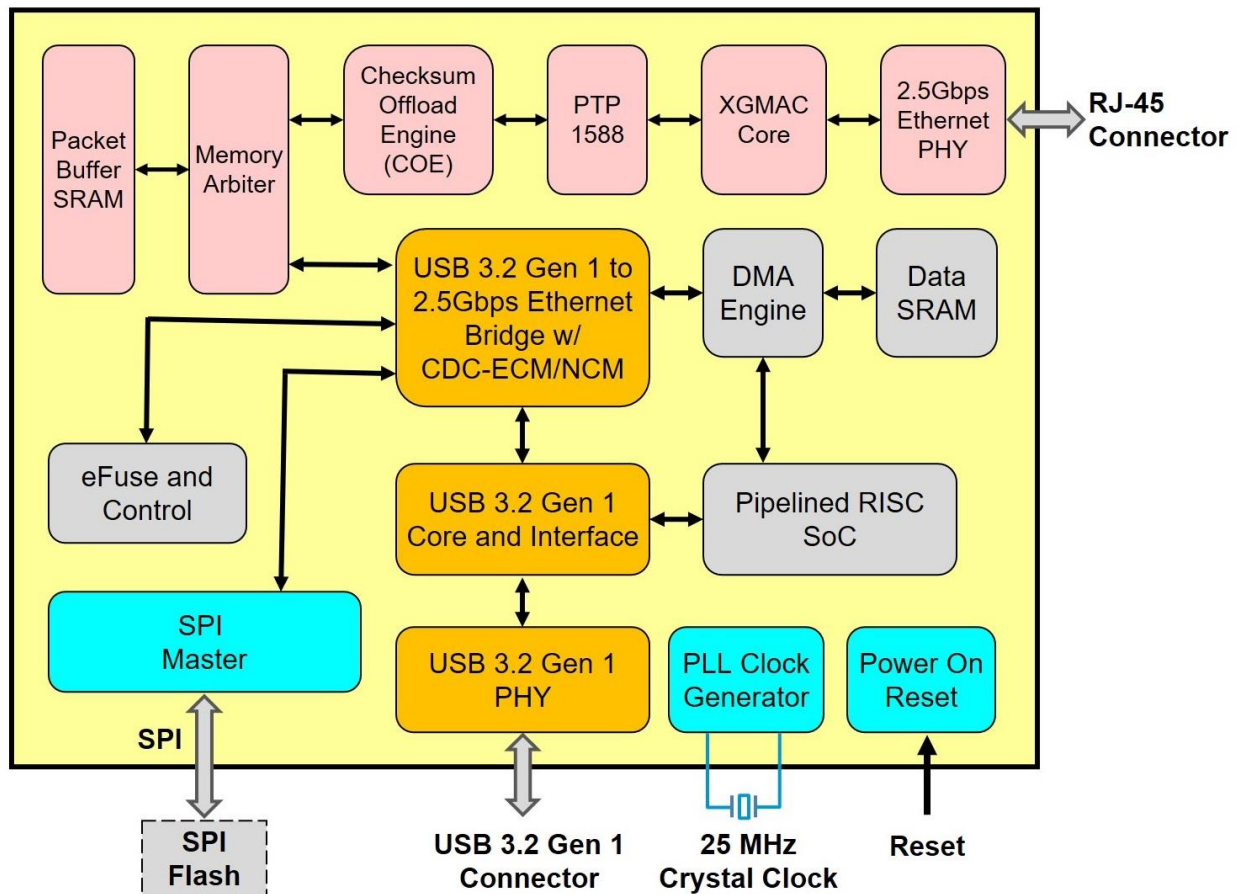 Packet
Buffer
SRAM
Memory
Arbiter
Checksum
Offload
Engine
(COE)
PTP
1588
XGMAC
Core
2.5Gbps
Ethernet
PHY
RJ-45
Connector
USB 3.2 Gen 1 to
2.5Gbps Ethernet
Bridge w/
CDC-ECM/NCM
DMA
Engine
Data
SRAM
eFuse and
Control
USB 3.2 Gen 1
Core and Interface
Pipelined RISC
SoC
SPI
Master
USB 3.2 Gen 1
PHY
PLL Clock
Generator
Power On
Reset
SPI
SPI
Flash
USB 3.2 Gen 1
Connector
25 MHz
Crystal Clock
Reset